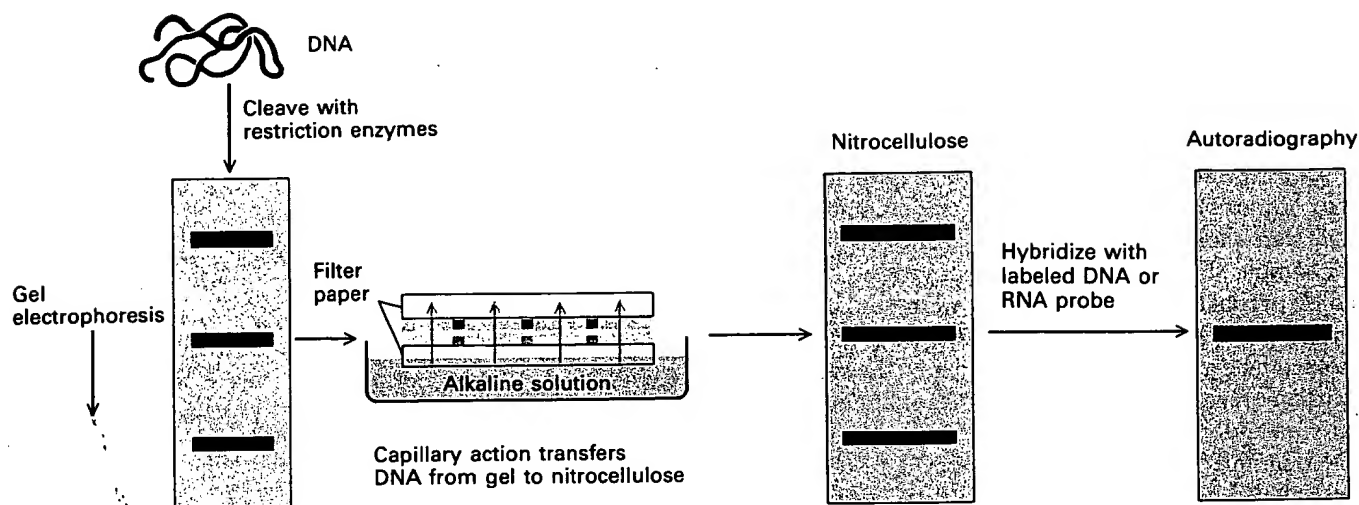 DNA
Cleave with
restriction enzymes
Gel
electrophoresis
Filter
paper
Alkaline solution
Capillary action transfers
DNA from gel to nitrocellulose
Nitrocellulose
Hybridize with
labeled DNA or
RNA probe
Autoradiography